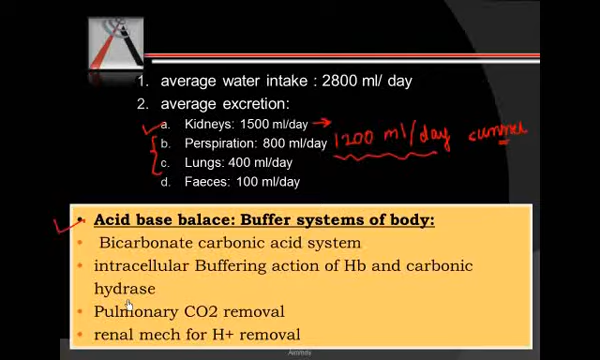 1. average water intake : 2800 ml/ day
2. average excretion:
a. Kidneys: 1500 ml/day
b. Perspiration: 800 ml/day 1200 ml/day
c. Lungs: 400 ml/day
d. Faeces: 100 ml/day
• Acid base balace: Buffer systems of body:
• Bicarbonate carbonic acid system
• intracellular Buffering action of Hb and carbonic
hydrase
• Pulmonary CO2 removal
• renal mech for H+ removal